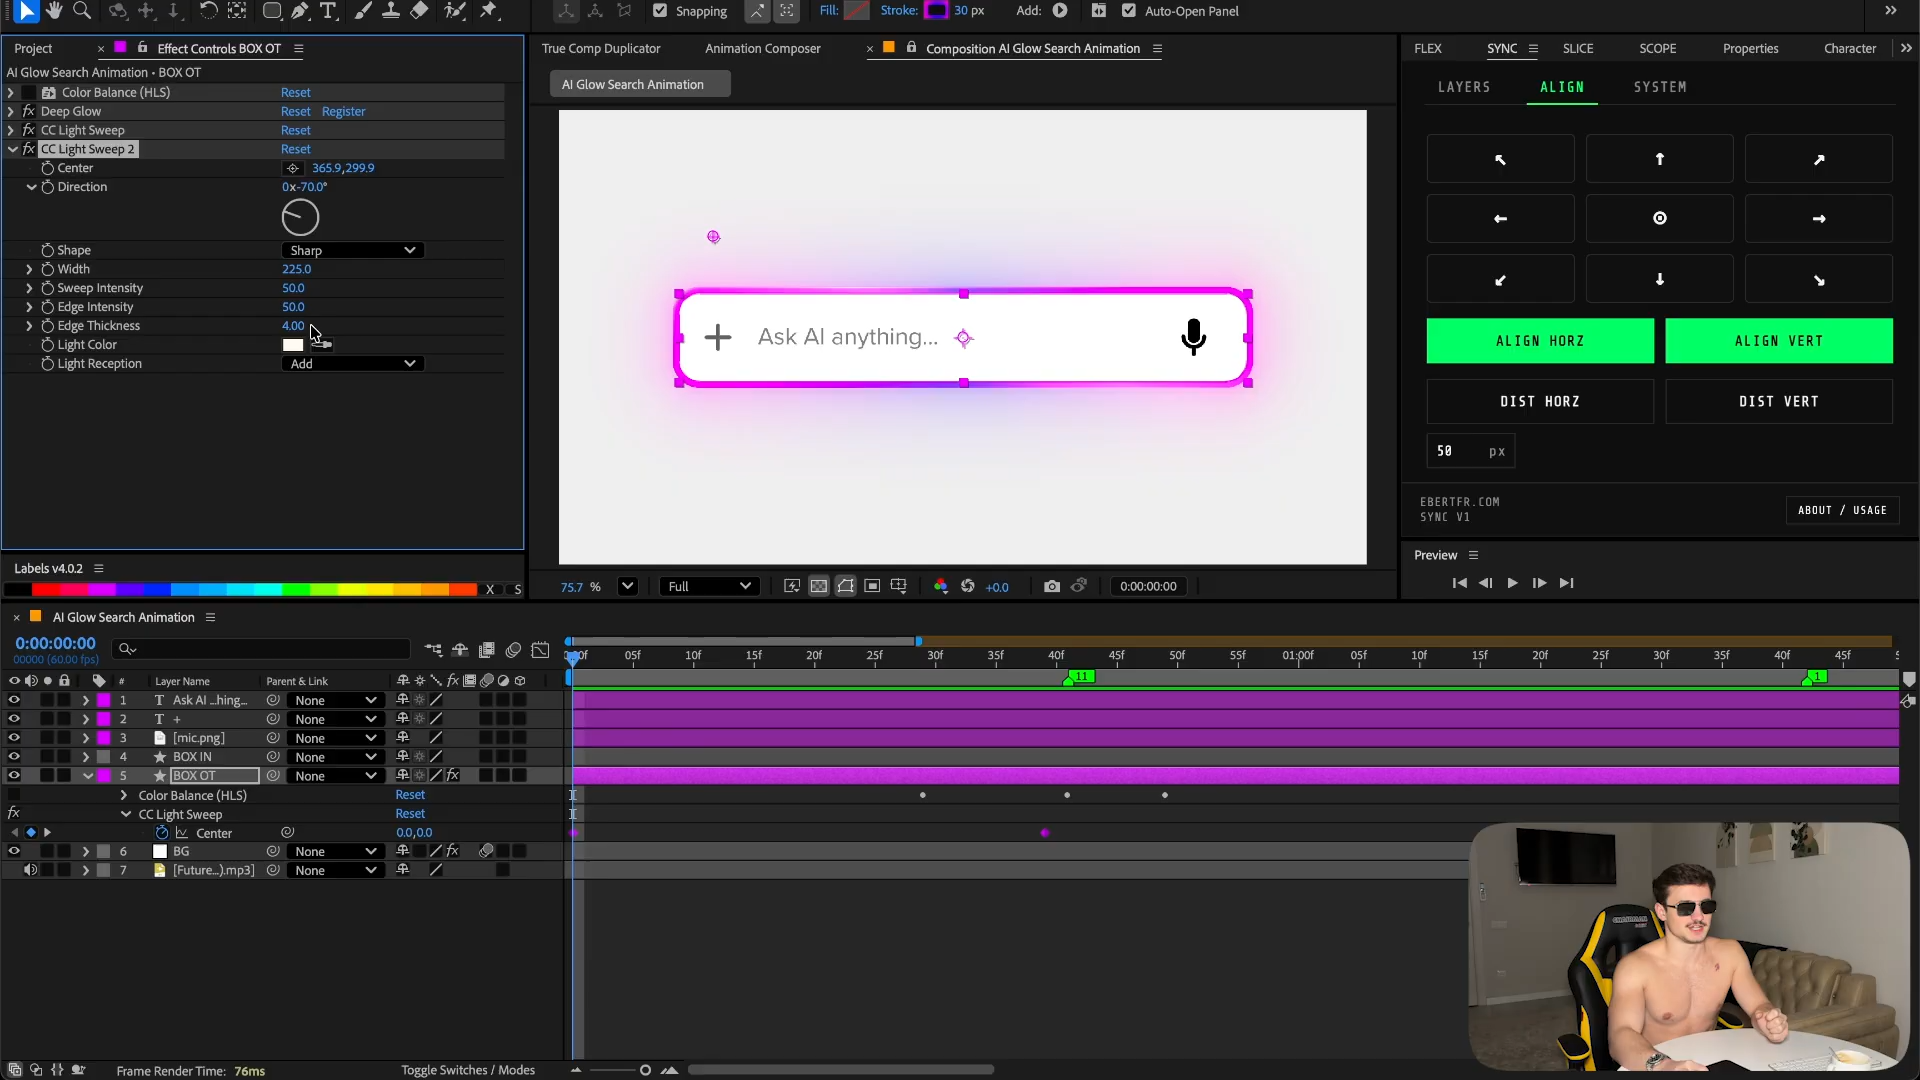 Snapping
Fill:
Stroke:
30 px
Add:
Auto-Open Panel
Project
Effect Controls BOX OT
True Comp Duplicator
Animation Composer
Composition AI Glow Search Animation
FLEX
SYNC
SLICE
SCOPE
Properties
Character
AI Glow Search Animation • BOX OT
AI Glow Search Animation
LAYERS
ALIGN
SYSTEM
Color Balance (HLS)
Reset
fx
Deep Glow
Reset
Register
fx
CC Light Sweep
Reset
fx
CC Light Sweep 2
Reset
Center
365.9,299.9
Direction
0x-70.0°
Shape
Sharp
Width
225.0
Sweep Intensity
50.0
Edge Intensity
50.0
Edge Thickness
4.00
Light Color
Light Reception
Add
Ask AI anything...
ALIGN HORZ
ALIGN VERT
DIST HORZ
DIST VERT
50 px
EBERTFR.COM
SYNC V1
ABOUT / USAGE
Labels v4.0.2
X
S
75.7 %
Full
+0.0
0:00:00:00
Preview
AI Glow Search Animation
0:00:00:00
00000 (60.00 fps)
05f
10f
15f
20f
25f
30f
35f
40f
45f
50f
55f
01:00f
05f
10f
15f
20f
25f
30f
35f
40f
45f
#
Layer Name
Parent & Link
fx
11
1
1
T
Ask AI ...hing...
None
2
T
+
None
3
[mic.png]
None
4
BOX IN
None
5
BOX OT
None
fx
Color Balance (HLS)
Reset
fx
CC Light Sweep
Reset
Center
0.0,0.0
6
BG
None
fx
7
[Future...).mp3]
None
Frame Render Time: 76ms
Toggle Switches / Modes